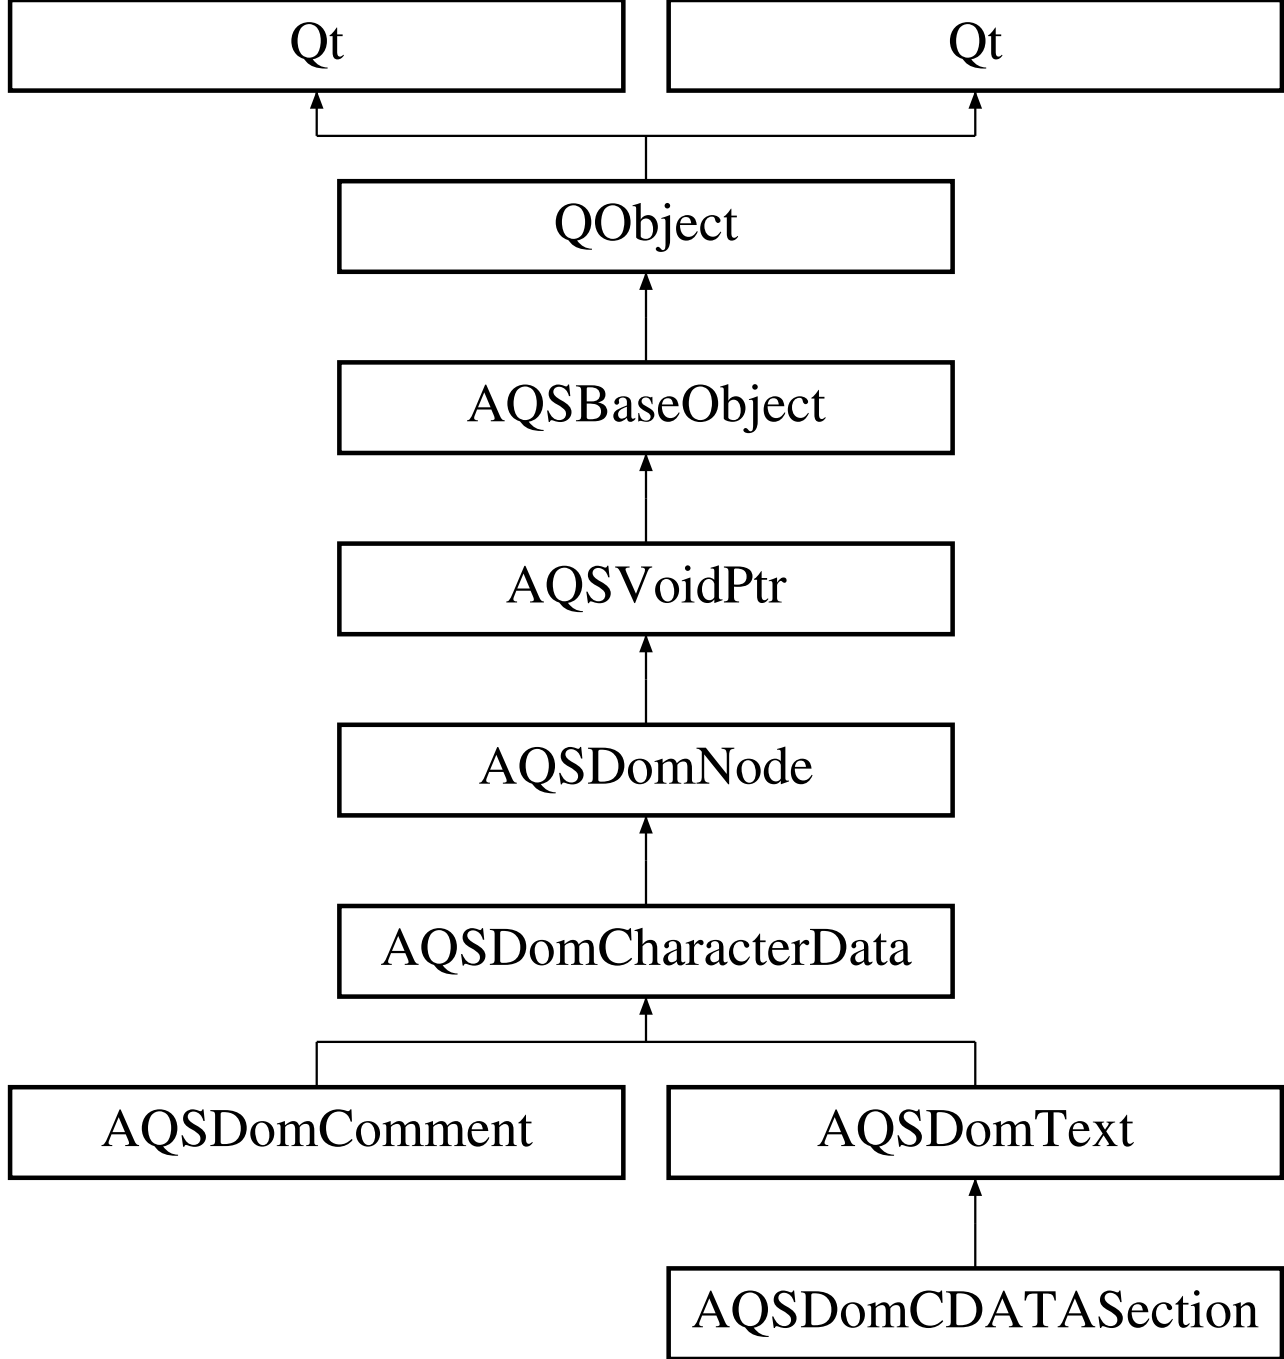 Qt
Qt
QObject
AQSBaseObject
AQSVoidPtr
AQSDomNode
AQSDomCharacterData
AQSDomComment
AQSDomText
AQSDomCDATASection